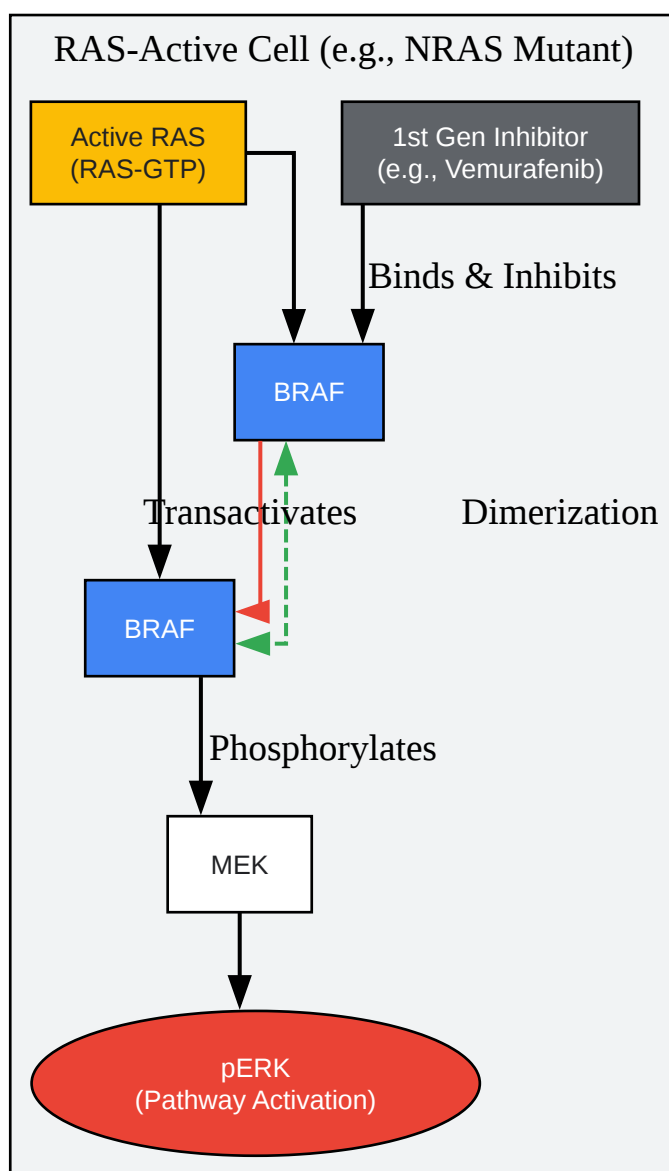 RAS-Active Cell (e.g., NRAS Mutant)
Active RAS
(RAS-GTP)
1st Gen Inhibitor
(e.g., Vemurafenib)
Binds & Inhibits
BRAF
Transactivates
Dimerization
BRAF
Phosphorylates
MEK
pERK
(Pathway Activation)